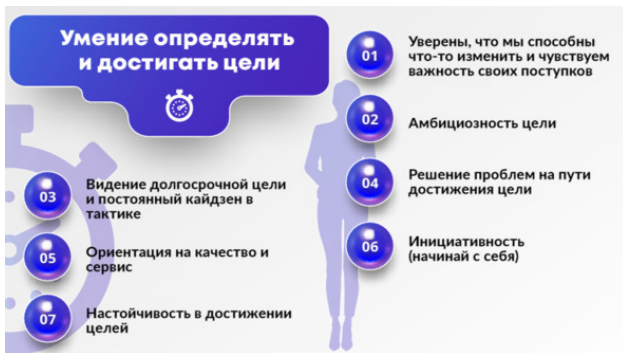 Умение определять
и достигать цели
01
Уверены, что мы способны
что-то изменить и чувствуем
важность своих поступков
02
Амбициозность цели
03
Видение долгосрочной цели
и постоянный кайдзен в
тактике
04
Решение проблем на пути
достижения цели
05
Ориентация на качество и
сервис
06
Инициативность
(начинай с себя)
07
Настойчивость в достижении
целей